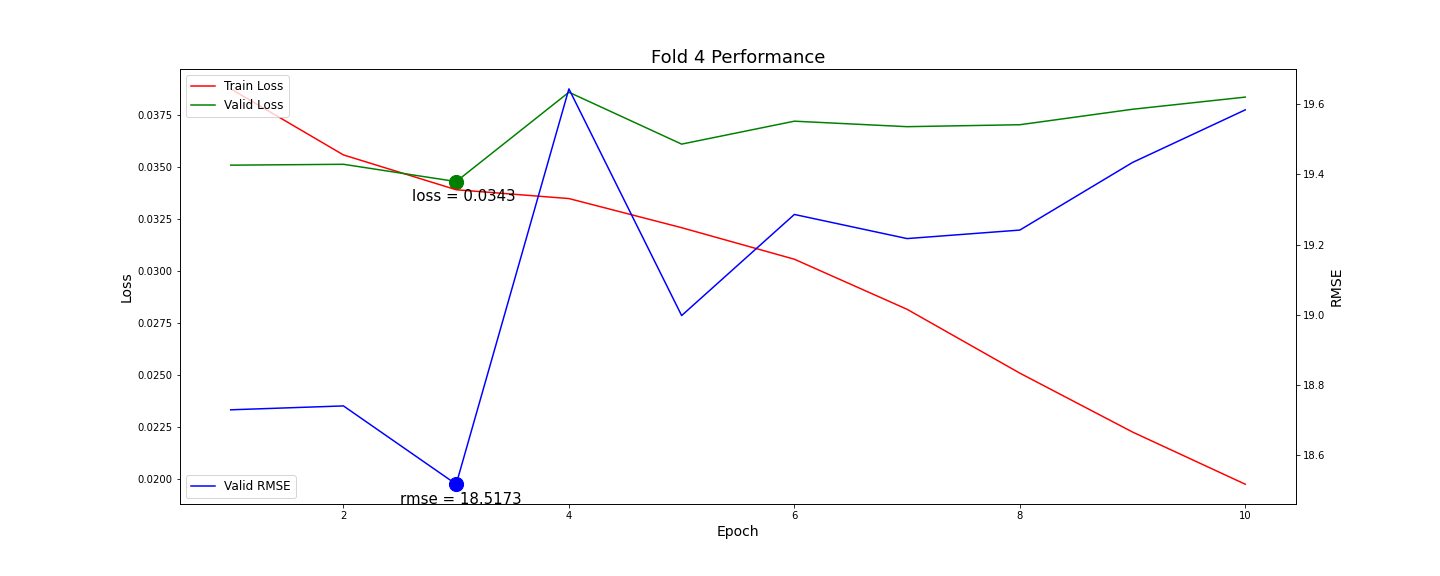 Fold 4 Performance
Train Loss
Valid Loss
0.0375
0.0350
0.0325
0.0300
0.0275
0.0250
0.0225
0.0200
Loss
loss = 0.0343
rmse = 18.5173
Valid RMSE
19.6
19.4
19.2
19.0
18.8
18.6
RMSE
2 4 6 8 10
Epoch